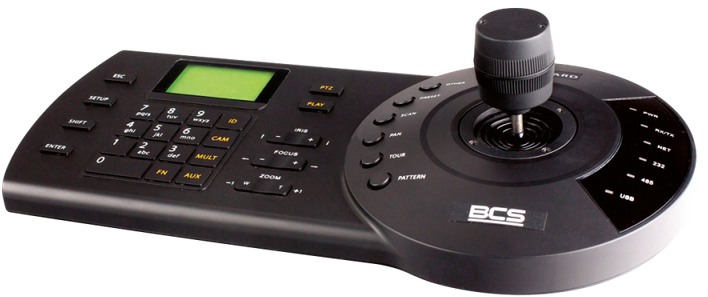 ESC
SETUP
SHIFT
ENTER
7 pqrs
8 tuv
9 wxyz
ID
4 ghi
5 jkl
6 mno
CAM
1
2 abc
3 def
MULT
0
FN
AUX
PTZ
PLAY
IRIS
- +
FOCUS
- +
ZOOM
W T
OTHER
PRESET
SCAN
PAN
TOUR
PATTERN
PWR
RX/TX
NET
232
485
USB
BCS